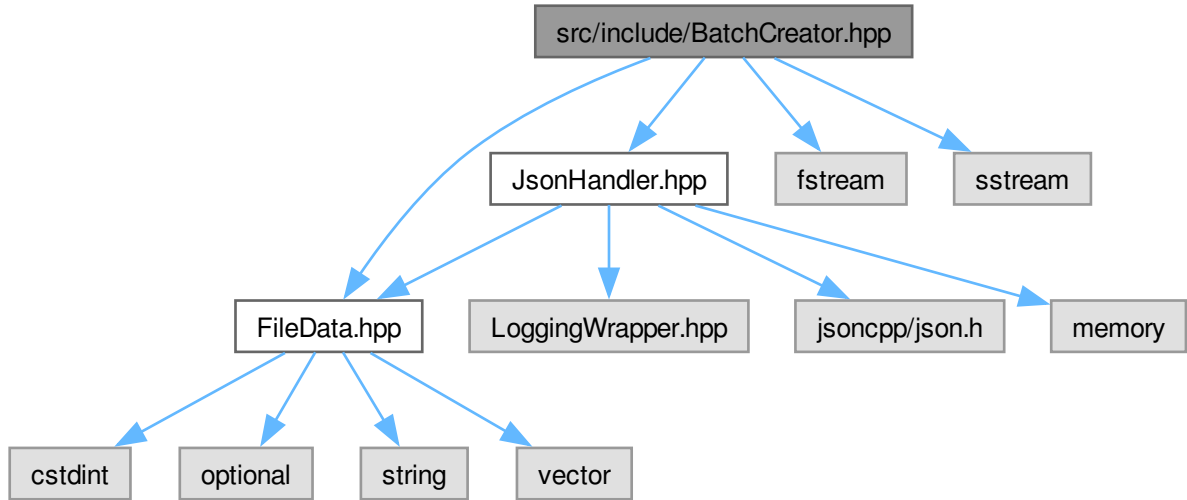 src/include/BatchCreator.hpp
JsonHandler.hpp
fstream
sstream
FileData.hpp
LoggingWrapper.hpp
jsoncpp/json.h
memory
cstdint
optional
string
vector